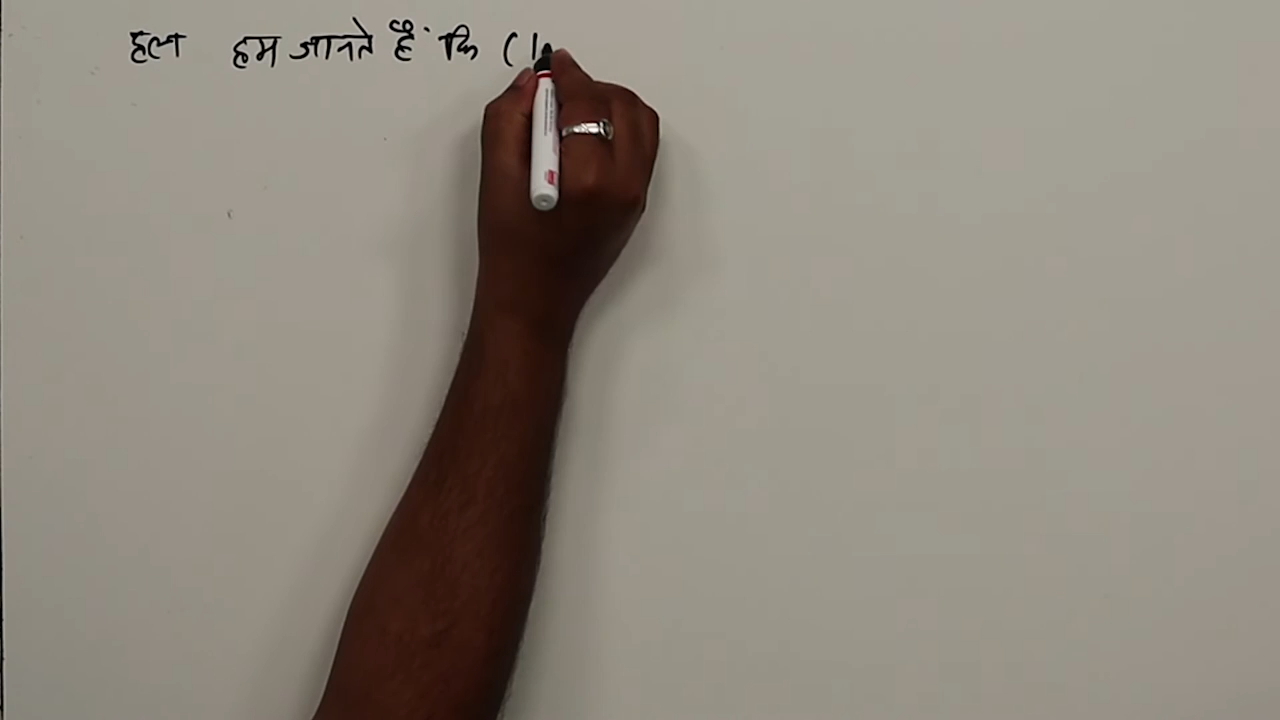 हल हम जानते हैं कि (1